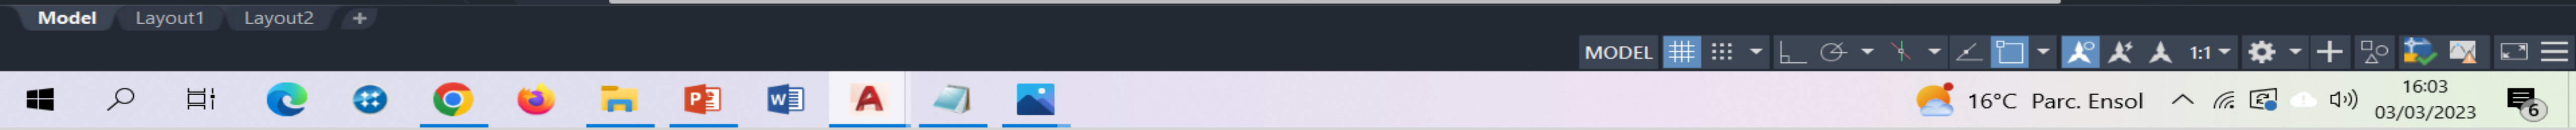 Model Layout1 Layout2
MODEL 1:1
16°C Parc. Ensol
16:03
03/03/2023
6